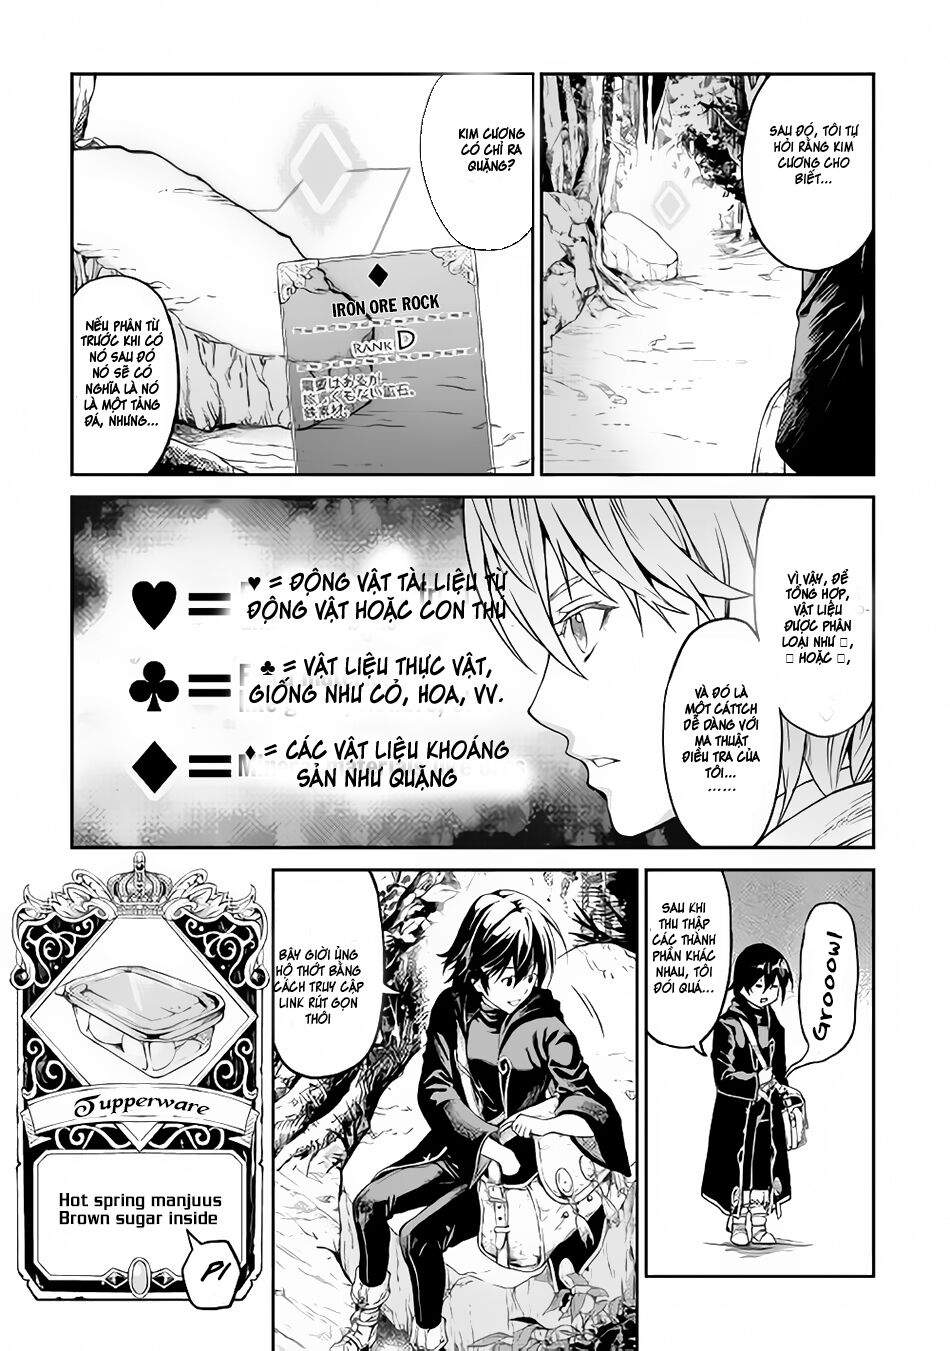 SAU ĐÓ, TÔI TỰ
HỎI RẰNG KIM
CƯƠNG CHO
BIẾT...
KIM CƯƠNG
CÓ CHỈ RA
QUẶNG?
IRON ORE ROCK
RANK D
NẾU PHÂN TỪ
TRƯỚC KHI CÓ
NÓ SAU ĐÓ
NÓ SẼ CÓ
NGHĨA LÀ NÓ
LÀ MỘT TẢNG
ĐÁ, NHƯNG...
VÌ VẬY, ĐỂ
TỔNG HỢP,
VẬT LIỆU
ĐƯỢC PHÂN
LOẠI NHƯ □,
□ HOẶC □,
VÀ ĐÓ LÀ
MỘT CÁTTCH
DỄ DÀNG VỚI
MA THUẬT
ĐIỀU TRA CỦA
TÔI...
......
♥ = ♥ = ĐỘNG VẬT TÀI LIỆU TỪ
ĐỘNG VẬT HOẶC CON THÚ
♣ = ♣ = VẬT LIỆU THỰC VẬT,
GIỐNG NHƯ CỎ, HOA, VV.
♦ = ♦ = CÁC VẬT LIỆU KHOÁNG
SẢN NHƯ QUẶNG
SAU KHI
THU THẬP
CÁC THÀNH
PHẦN KHÁC
NHAU, TÔI
ĐÓI QUÁ...
Groooowl
BÂY GIỜI ỦNG
HỘ THỚT BẰNG
CÁCH TRUY CẬP
LINK RÚT GỌN
THÔI
Tupperware
Hot spring manjuus
Brown sugar inside
PI